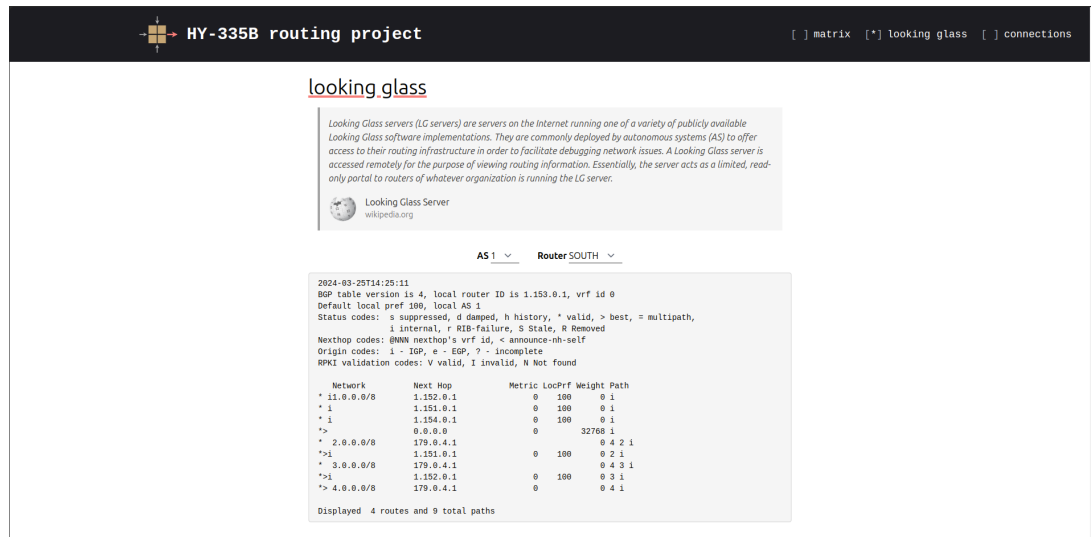 HY-335B routing project
[ ] matrix [*] looking glass [ ] connections
looking glass
Looking Glass servers (LG servers) are servers on the Internet running one of a variety of publicly available
Looking Glass software implementations. They are commonly deployed by autonomous systems (AS) to offer
access to their routing infrastructure in order to facilitate debugging network issues. A Looking Glass server is
accessed remotely for the purpose of viewing routing information. Essentially, the server acts as a limited, read-
only portal to routers of whatever organization is running the LG server.
Looking Glass Server
wikipedia.org
AS 1 Router SOUTH
2024-03-25T14:25:11
BGP table version is 4, local router ID is 1.153.0.1, vrf id 0
Default local pref 100, local AS 1
Status codes:  s suppressed, d damped, h history, * valid, > best, = multipath,
               i internal, r RIB-failure, S Stale, R Removed
Nexthop codes: @NNN nexthop's vrf id, < announce-nh-self
Origin codes:  i - IGP, e - EGP, ? - incomplete
RPKI validation codes: V valid, I invalid, N Not found
   Network          Next Hop            Metric LocPrf Weight Path
* i1.0.0.0/8        1.152.0.1                0    100      0 i
* i                 1.151.0.1                0    100      0 i
* i                 1.154.0.1                0    100      0 i
*>                  0.0.0.0                  0         32768 i
*  2.0.0.0/8        179.0.4.1                              0 4 2 i
*>i                 1.151.0.1                0    100      0 2 i
*  3.0.0.0/8        179.0.4.1                              0 4 3 i
*>i                 1.152.0.1                0    100      0 3 i
*> 4.0.0.0/8        179.0.4.1                0             0 4 i
Displayed  4 routes and 9 total paths